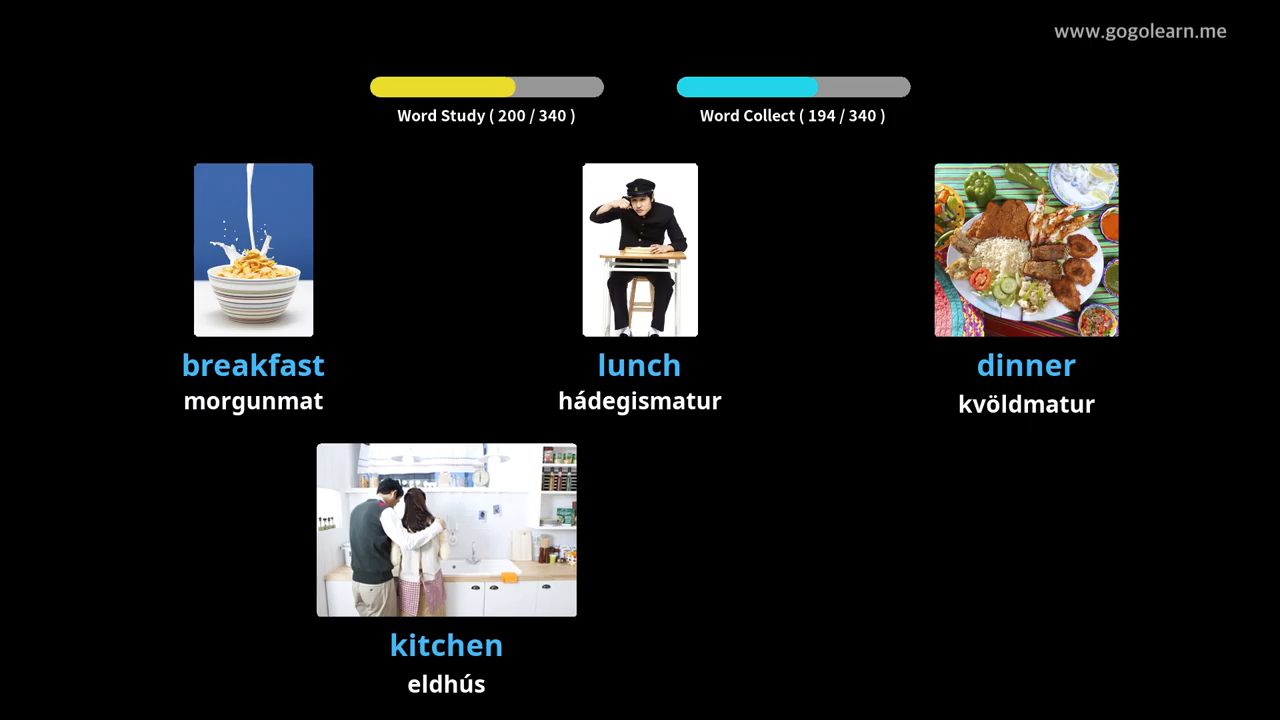 www.gogolearn.me
Word Study ( 200 / 340 )
Word Collect ( 194 / 340 )
breakfast
morgunmat
lunch
hádegismatur
dinner
kvöldmatur
kitchen
eldhús